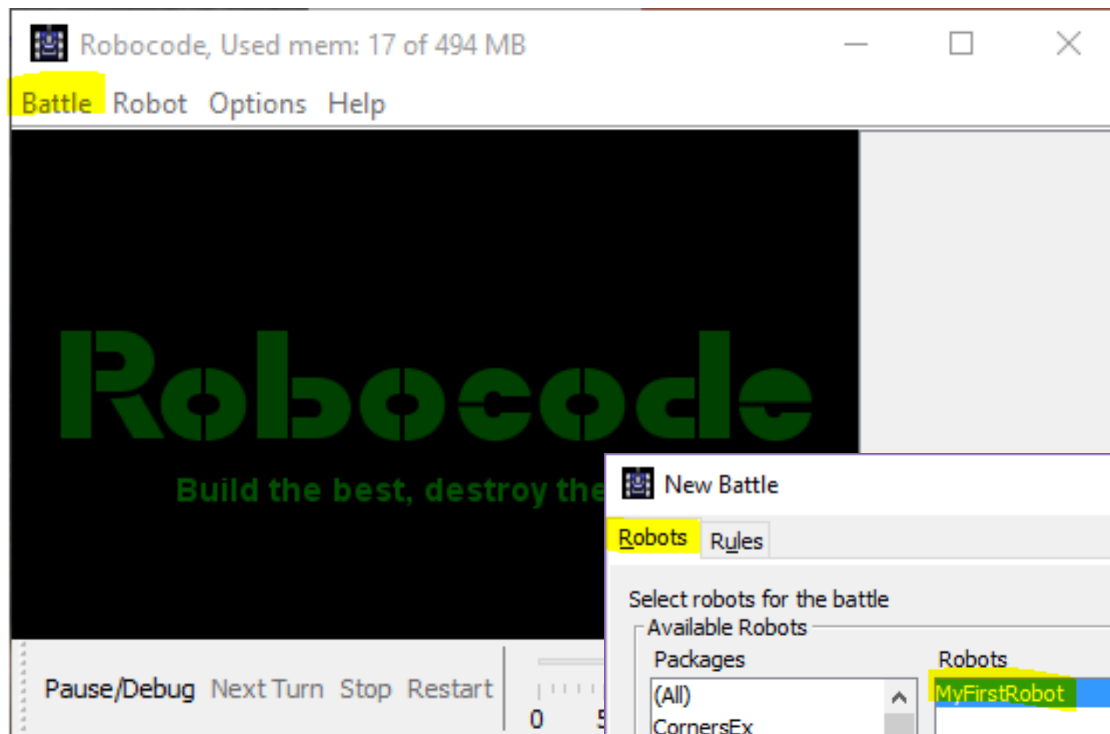 Robocode, Used mem: 17 of 494 MB
Battle Robot Options Help
Robocode
Build the best, destroy the
New Battle
Robots Rules
Select robots for the battle
Available Robots
Packages Robots
(All) MyFirstRobot
CornersEx
Pause/Debug Next Turn Stop Restart
0 5